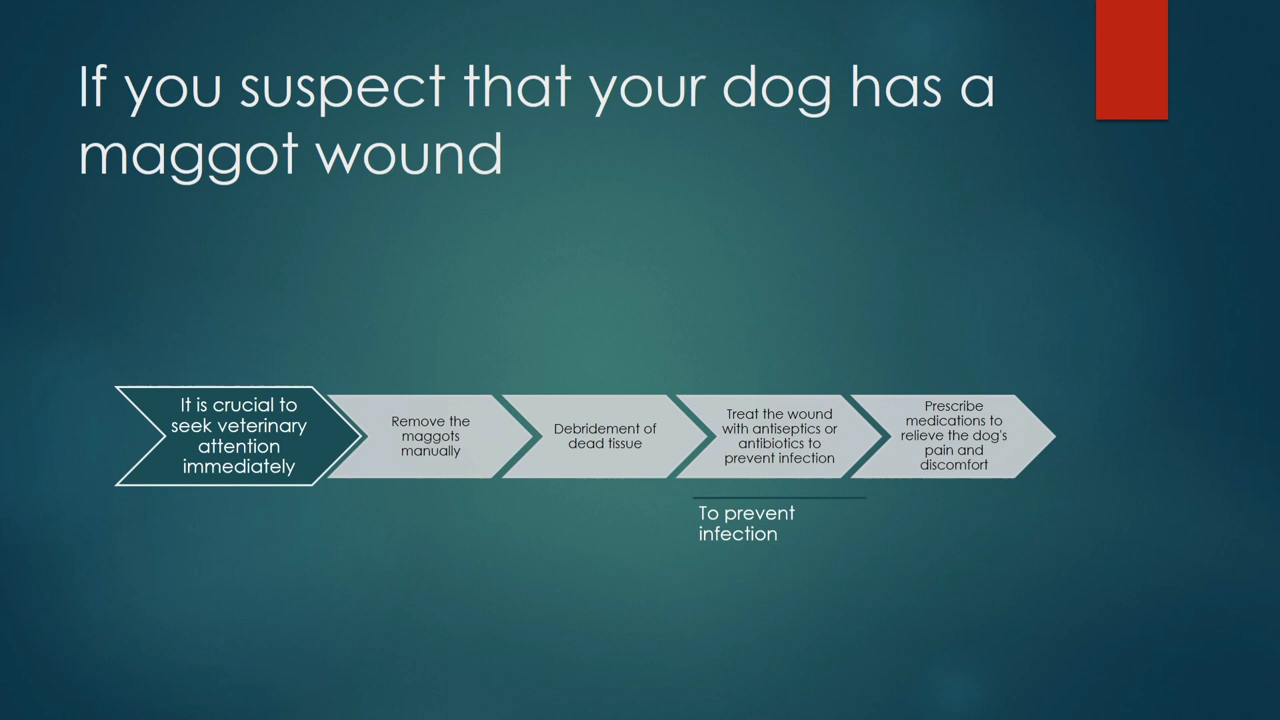 If you suspect that your dog has a
maggot wound
It is crucial to
seek veterinary
attention
immediately
Remove the
maggots
manually
Debridement of
dead tissue
Treat the wound
with antiseptics or
antibiotics to
prevent infection
Prescribe
medications to
relieve the dog's
pain and
discomfort
To prevent
infection